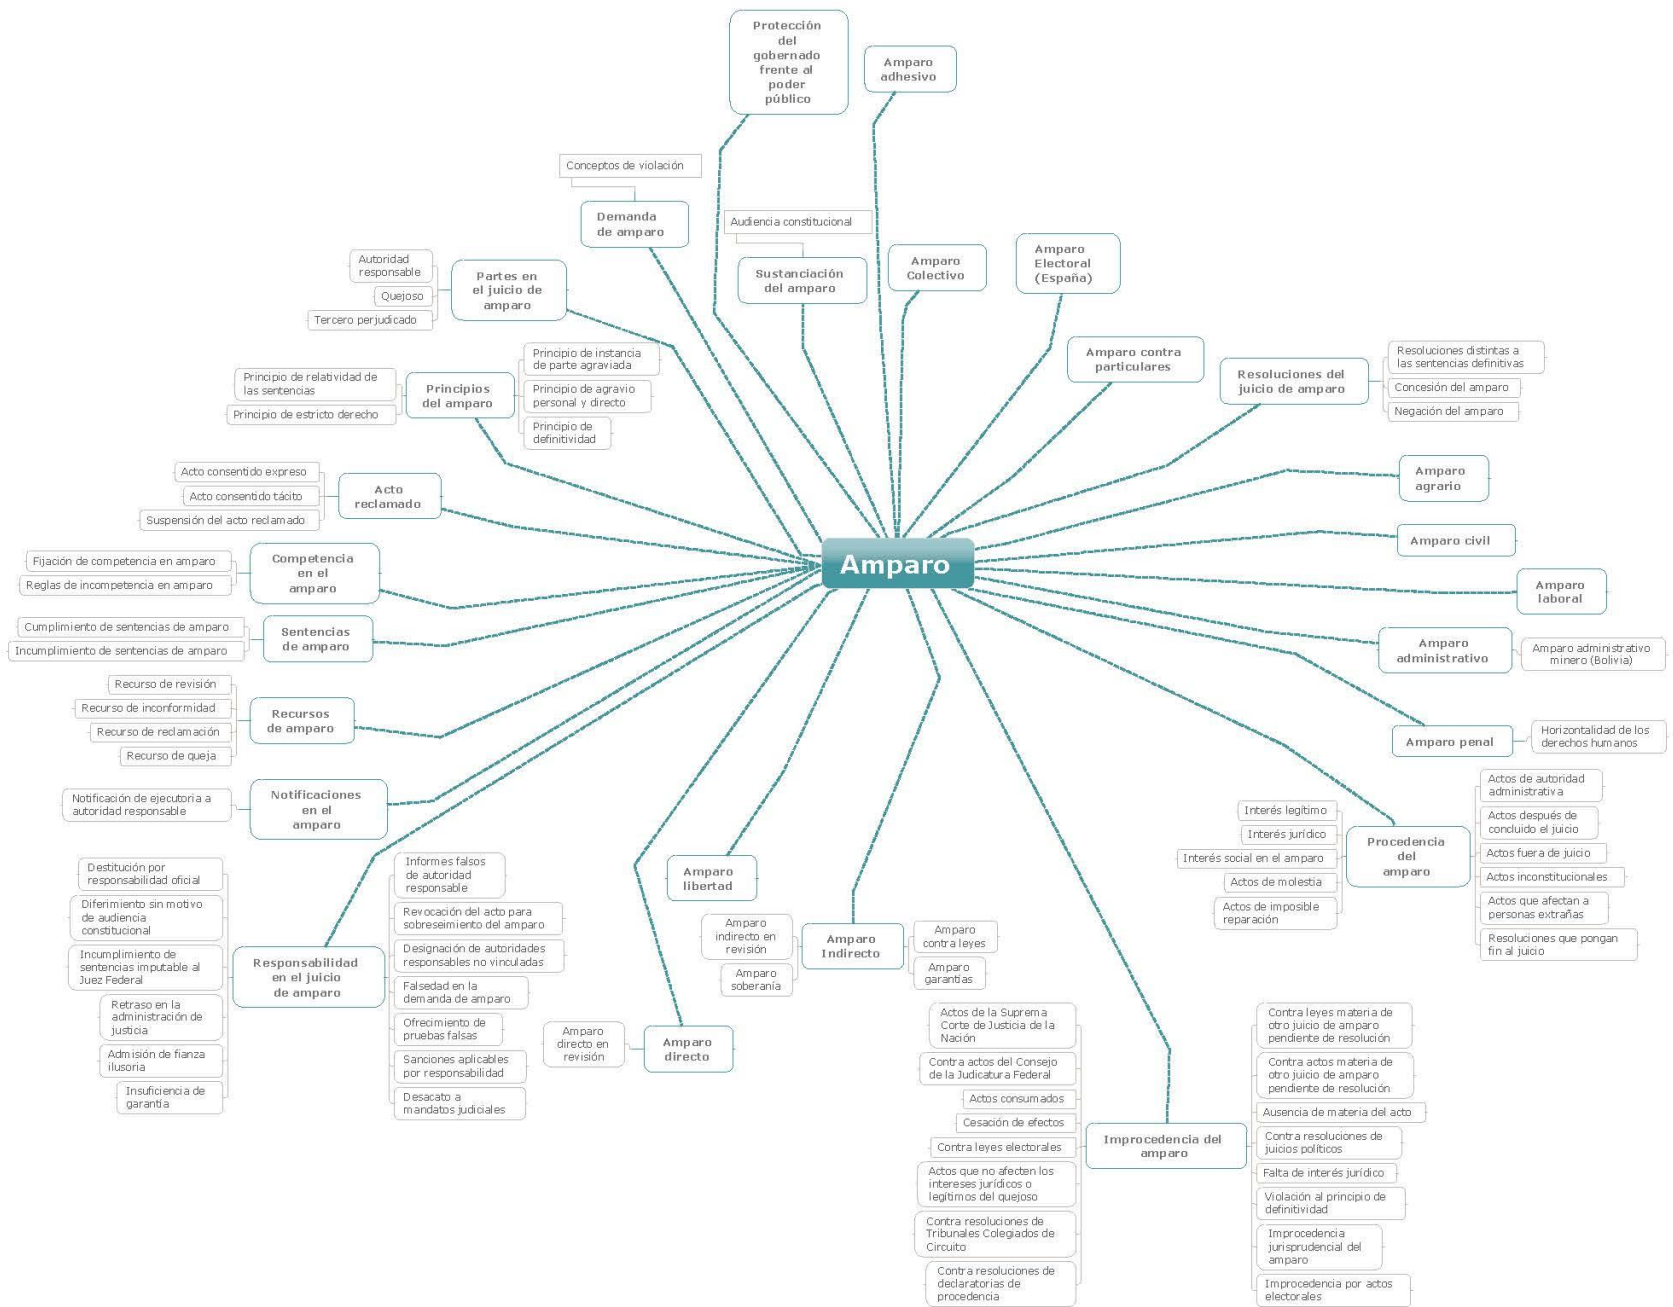 Protección
del
gobernado
frente al
poder
público
Amparo
adhesivo
Conceptos de violación
Demanda
de amparo
Audiencia constitucional
Sustanciación
del amparo
Amparo
Colectivo
Amparo
Electoral
(España)
Autoridad
responsable
Quejoso
Tercero perjudicado
Partes en
el juicio de
amparo
Principio de relatividad de
las sentencias
Principio de estricto derecho
Principios
del amparo
Principio de instancia
de parte agraviada
Principio de agravio
personal y directo
Principio de
definitividad
Amparo contra
particulares
Resoluciones del
juicio de amparo
Resoluciones distintas a
las sentencias definitivas
Concesión del amparo
Negación del amparo
Acto consentido expreso
Acto consentido tácito
Suspensión del acto reclamado
Acto
reclamado
Amparo
agrario
Fijación de competencia en amparo
Reglas de incompetencia en amparo
Competencia
en el
amparo
Amparo
Amparo civil
Amparo
laboral
Cumplimiento de sentencias de amparo
Incumplimiento de sentencias de amparo
Sentencias
de amparo
Amparo
administrativo
Amparo administrativo
minero (Bolivia)
Recurso de revisión
Recurso de inconformidad
Recurso de reclamación
Recurso de queja
Recursos
de amparo
Amparo penal
Horizontalidad de los
derechos humanos
Notificación de ejecutoria a
autoridad responsable
Notificaciones
en el
amparo
Interés legítimo
Interés jurídico
Interés social en el amparo
Actos de molestia
Actos de imposible
reparación
Procedencia
del
amparo
Actos de autoridad
administrativa
Actos después de
concluido el juicio
Actos fuera de juicio
Actos inconstitucionales
Actos que afectan a
personas extrañas
Resoluciones que pongan
fin al juicio
Destitución por
responsabilidad oficial
Diferimiento sin motivo
de audiencia
constitucional
Incumplimiento de
sentencias imputable al
Juez Federal
Retraso en la
administración de
justicia
Admisión de fianza
ilusoria
Insuficiencia de
garantía
Responsabilidad
en el juicio
de amparo
Informes falsos
de autoridad
responsable
Revocación del acto para
sobreseimiento del amparo
Designación de autoridades
responsables no vinculadas
Falsedad en la
demanda de amparo
Ofrecimiento de
pruebas falsas
Sanciones aplicables
por responsabilidad
Desacato a
mandatos judiciales
Amparo
libertad
Amparo
indirecto en
revisión
Amparo
soberanía
Amparo
Indirecto
Amparo
contra leyes
Amparo
garantías
Amparo
directo en
revisión
Amparo
directo
Actos de la Suprema
Corte de Justicia de la
Nación
Contra actos del Consejo
de la Judicatura Federal
Actos consumados
Cesación de efectos
Contra leyes electorales
Actos que no afecten los
intereses jurídicos o
legítimos del quejoso
Contra resoluciones de
Tribunales Colegiados de
Circuito
Contra resoluciones de
declaratorias de
procedencia
Improcedencia del
amparo
Contra leyes materia de
otro juicio de amparo
pendiente de resolución
Contra actos materia de
otro juicio de amparo
pendiente de resolución
Ausencia de materia del acto
Contra resoluciones de
juicios políticos
Falta de interés jurídico
Violación al principio de
definitividad
Improcedencia
jurisprudencial del
amparo
Improcedencia por actos
electorales